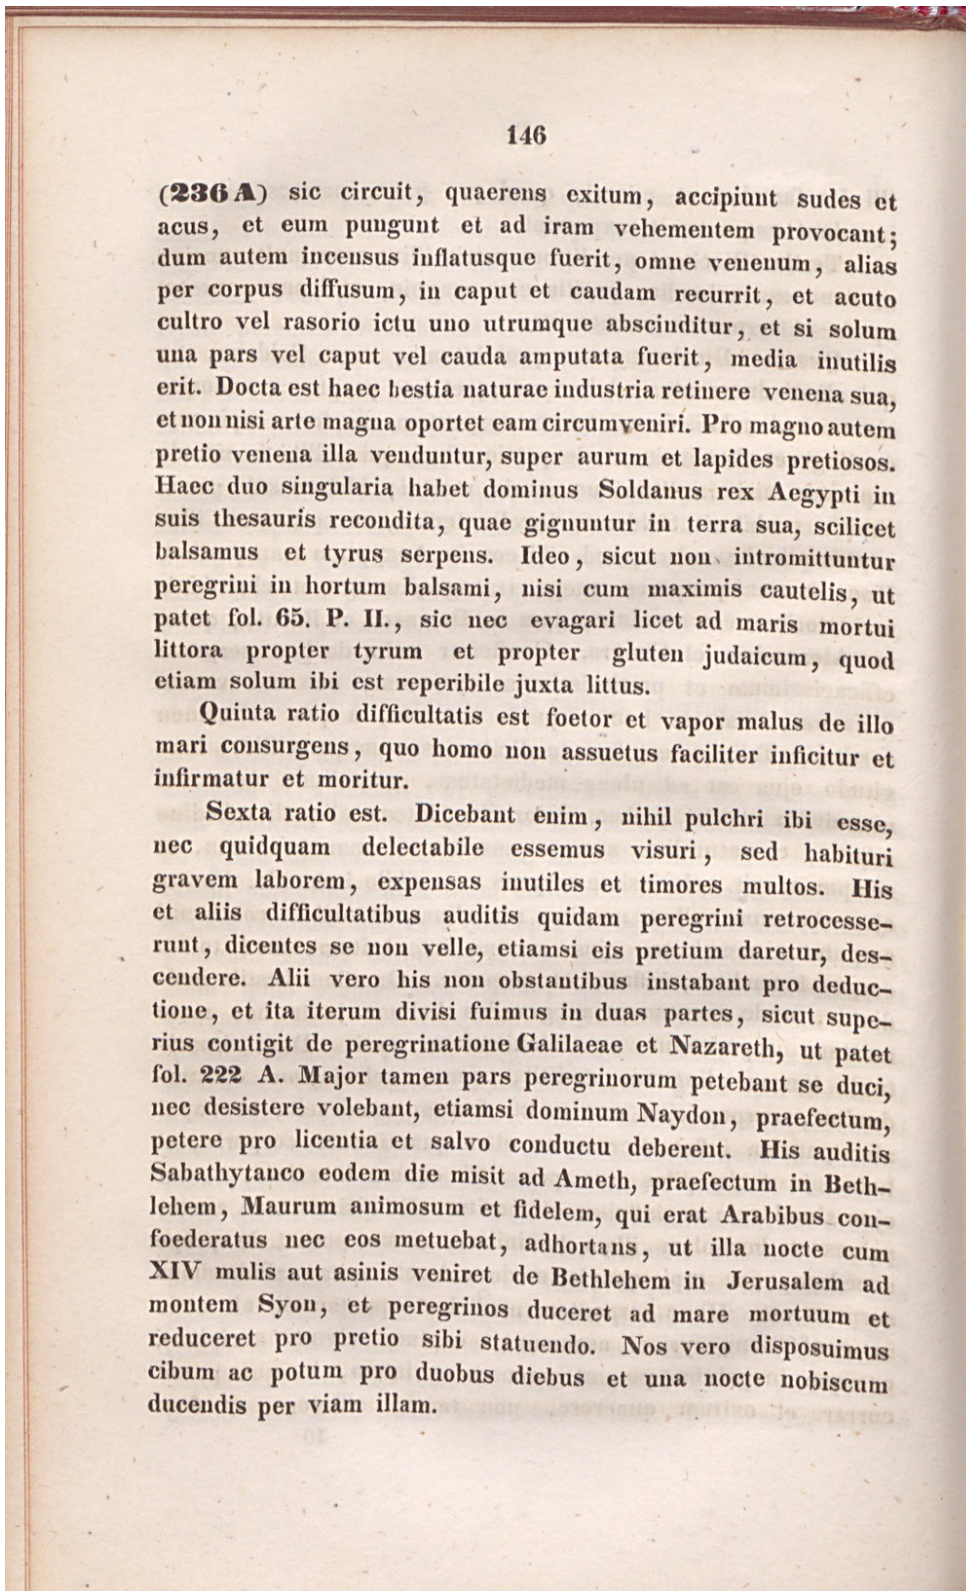 146
(236 A) sic circuit, quaerens exitum, accipiunt sudes et
acus, et eum pungunt et ad iram vehementem provocant;
dum autem incensus inflatusque fuerit, omne venenum, alias
per corpus diffusum, in caput et caudam recurrit, et acuto
cultro vel rasorio ictu uno utrumque abscinditur, et si solum
una pars vel caput vel cauda amputata fuerit, media inutilis
erit. Docta est haec bestia naturae industria retinere venena sua,
et non nisi arte magna oportet eam circumveniri. Pro magno autem
pretio venena illa venduntur, super aurum et lapides pretiosos.
Haec duo singularia habet dominus Soldanus rex Aegypti in
suis thesauris recondita, quae gignuntur in terra sua, scilicet
balsamus et tyrus serpens. Ideo, sicut non intromittuntur
peregrini in hortum balsami, nisi cum maximis cautelis, ut
patet fol. 65. P. II., sic nec evagari licet ad maris mortui
littora propter tyrum et propter gluten judaicum, quod
etiam solum ibi est reperibile juxta littus.
Quinta ratio difficultatis est foetor et vapor malus de illo
mari consurgens, quo homo non assuetus faciliter inficitur et
infirmatur et moritur.
Sexta ratio est. Dicebant enim, nihil pulchri ibi esse,
nec quidquam delectabile essemus visuri, sed habituri
gravem laborem, expensas inutiles et timores multos. His
et aliis difficultatibus auditis quidam peregrini retrocesse-
runt, dicentes se non velle, etiamsi eis pretium daretur, des-
cendere. Alii vero his non obstantibus instabant pro deduc-
tione, et ita iterum divisi fuimus in duas partes, sicut supe-
rius contigit de peregrinatione Galilaeae et Nazareth, ut patet
fol. 222 A. Major tamen pars peregrinorum petebant se duci,
nec desistere volebant, etiamsi dominum Naydon, praefectum,
petere pro licentia et salvo conductu deberent. His auditis
Sabathytanco eodem die misit ad Ameth, praefectum in Beth-
lehem, Maurum animosum et fidelem, qui erat Arabibus con-
foederatus nec eos metuebat, adhortans, ut illa nocte cum
XIV mulis aut asinis veniret de Bethlehem in Jerusalem ad
montem Syon, et peregrinos duceret ad mare mortuum et
reduceret pro pretio sibi statuendo. Nos vero disposuimus
cibum ac potum pro duobus diebus et una nocte nobiscum
ducendis per viam illam.